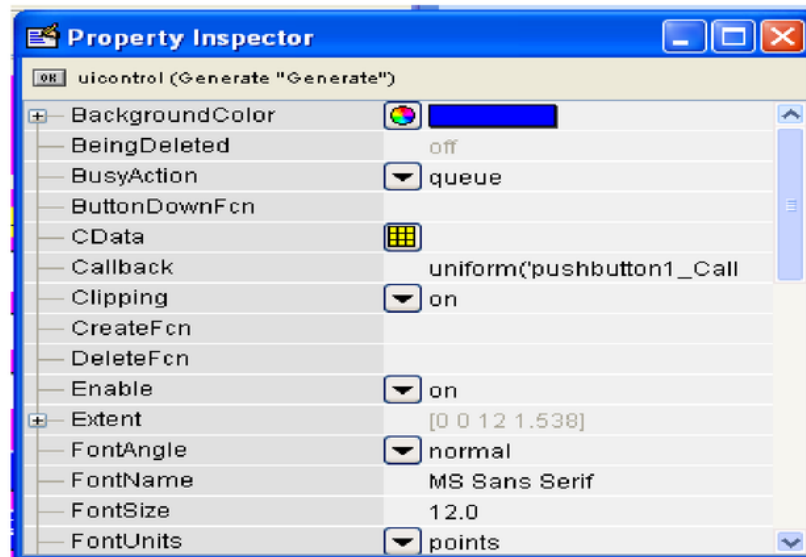 Property Inspector
OK uicontrol (Generate "Generate")
BackgroundColor
BeingDeleted off
BusyAction queue
ButtonDownFcn
CData
Callback uniform('pushbutton1_Call
Clipping on
CreateFcn
DeleteFcn
Enable on
Extent [0 0 12 1.538]
FontAngle normal
FontName MS Sans Serif
FontSize 12.0
FontUnits points